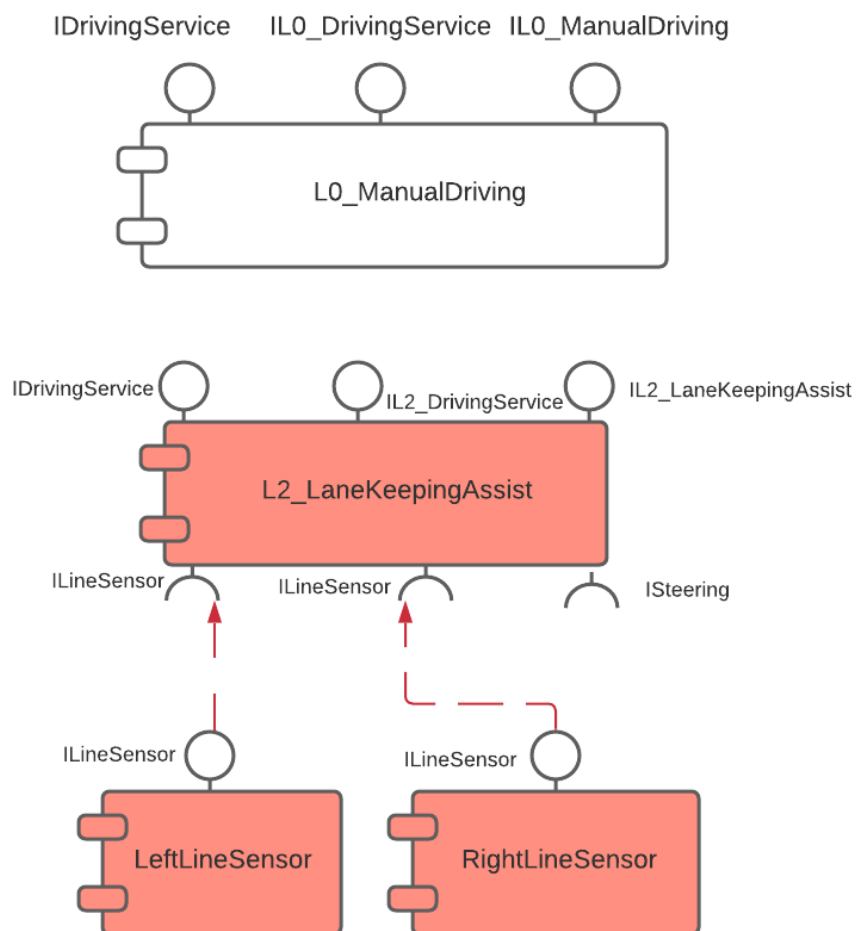 IDrivingService IL0_DrivingService IL0_ManualDriving
L0_ManualDriving
IDrivingService IL2_DrivingService IL2_LaneKeepingAssist
L2_LaneKeepingAssist
ILineSensor ILineSensor ISteering
ILineSensor ILineSensor
LeftLineSensor RightLineSensor